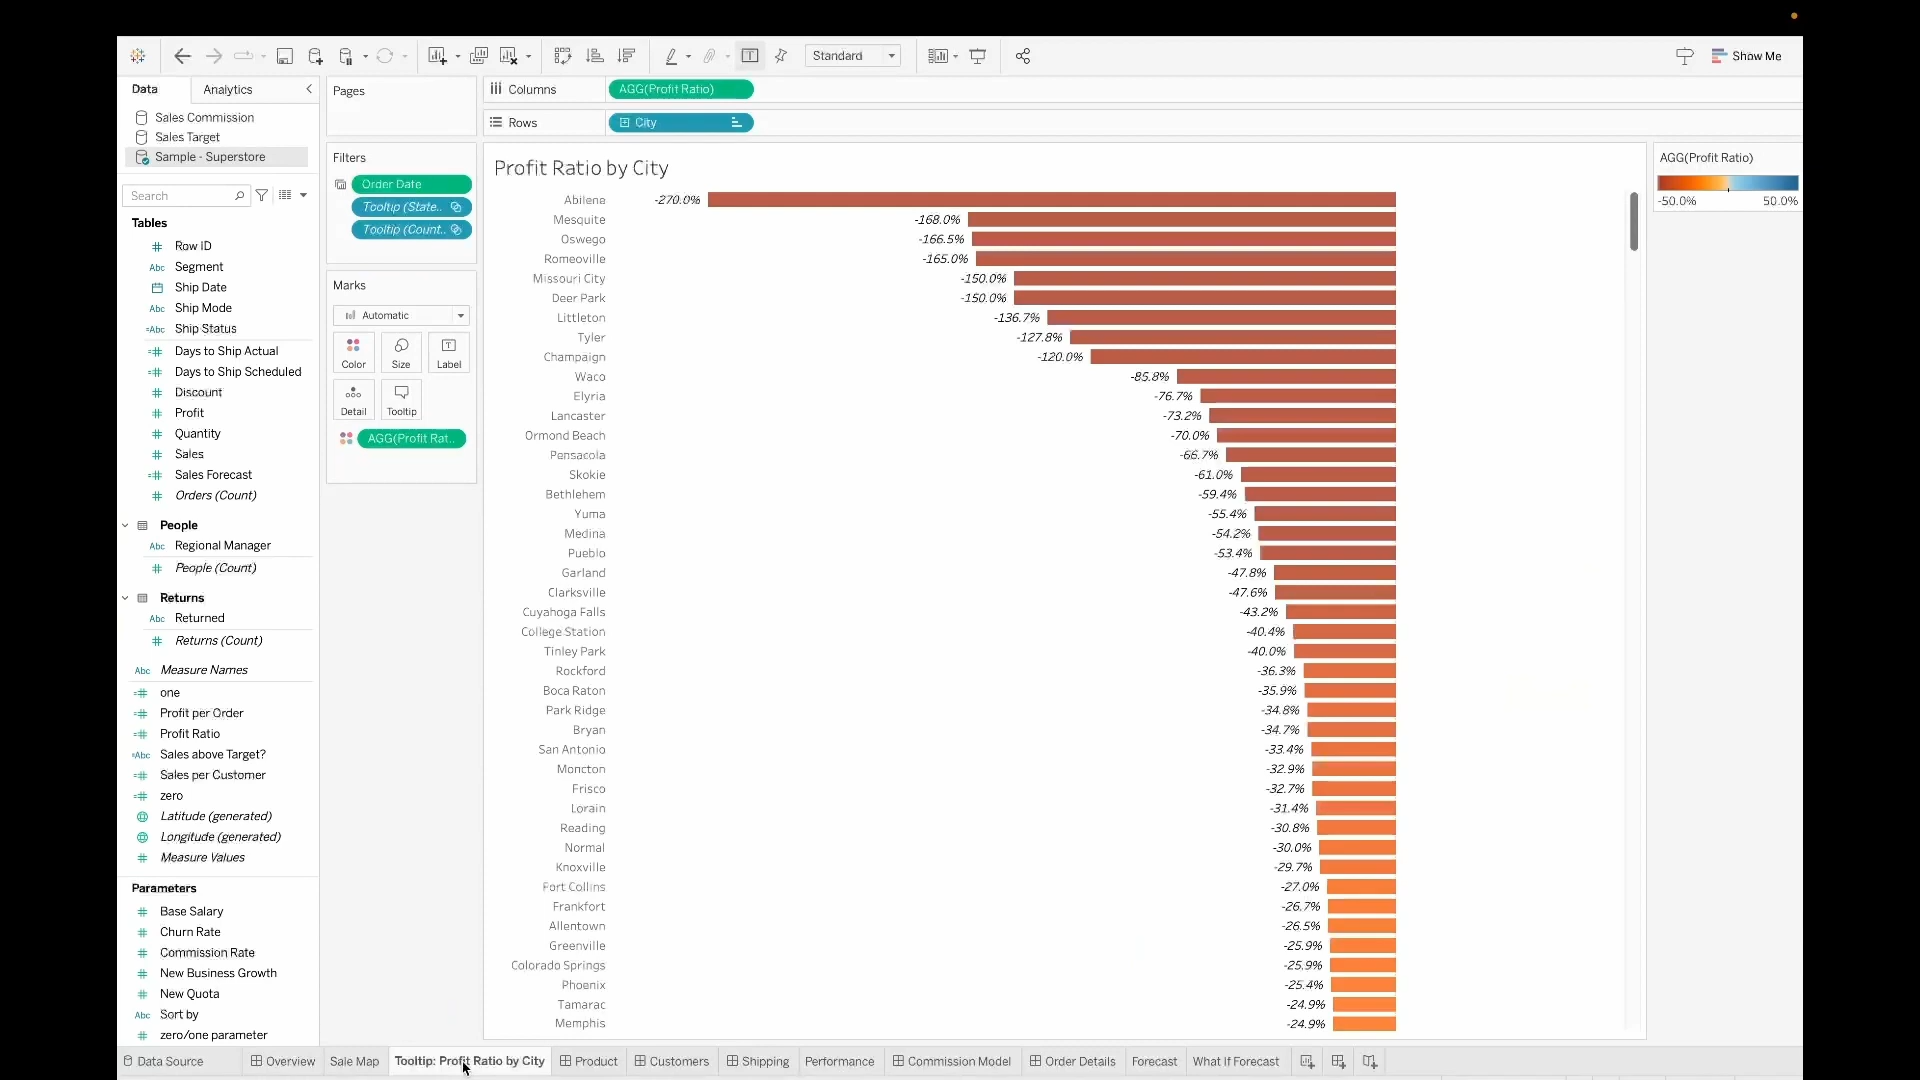 Standard
Show Me
Data
Analytics
Sales Commission
Sales Target
Sample - Superstore
Search
Tables
# Row ID
Abc Segment
Ship Date
Abc Ship Mode
=Abc Ship Status
=# Days to Ship Actual
=# Days to Ship Scheduled
# Discount
# Profit
# Quantity
# Sales
=# Sales Forecast
# Orders (Count)
People
Abc Regional Manager
# People (Count)
Returns
Abc Returned
# Returns (Count)
Abc Measure Names
=# one
=# Profit per Order
=# Profit Ratio
=Abc Sales above Target?
=# Sales per Customer
=# zero
Latitude (generated)
Longitude (generated)
# Measure Values
Parameters
# Base Salary
# Churn Rate
# Commission Rate
# New Business Growth
# New Quota
Abc Sort by
# zero/one parameter
Pages
Filters
Order Date
Tooltip (State..
Tooltip (Count..
Marks
Automatic
Color
Size
T
Label
Detail
Tooltip
AGG(Profit Rat..
Columns
AGG(Profit Ratio)
Rows
City
Profit Ratio by City
Abilene -270.0%
Mesquite -168.0%
Oswego -166.5%
Romeoville -165.0%
Missouri City -150.0%
Deer Park -150.0%
Littleton -136.7%
Tyler -127.8%
Champaign -120.0%
Waco -85.8%
Elyria -76.7%
Lancaster -73.2%
Ormond Beach -70.0%
Pensacola -66.7%
Skokie -61.0%
Bethlehem -59.4%
Yuma -55.4%
Medina -54.2%
Pueblo -53.4%
Garland -47.8%
Clarksville -47.6%
Cuyahoga Falls -43.2%
College Station -40.4%
Tinley Park -40.0%
Rockford -36.3%
Boca Raton -35.9%
Park Ridge -34.8%
Bryan -34.7%
San Antonio -33.4%
Moncton -32.9%
Frisco -32.7%
Lorain -31.4%
Reading -30.8%
Normal -30.0%
Knoxville -29.7%
Fort Collins -27.0%
Frankfort -26.7%
Allentown -26.5%
Greenville -25.9%
Colorado Springs -25.9%
Phoenix -25.4%
Tamarac -24.9%
Memphis -24.9%
AGG(Profit Ratio)
-50.0% 50.0%
Data Source
Overview
Sale Map
Tooltip: Profit Ratio by City
Product
Customers
Shipping
Performance
Commission Model
Order Details
Forecast
What If Forecast